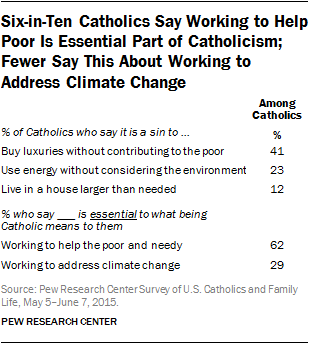 Six-in-Ten Catholics Say Working to Help
Poor Is Essential Part of Catholicism;
Fewer Say This About Working to
Address Climate Change
Among
Catholics
% of Catholics who say it is a sin to ... %
Buy luxuries without contributing to the poor 41
Use energy without considering the environment 23
Live in a house larger than needed 12
% who say ___ is essential to what being
Catholic means to them
Working to help the poor and needy 62
Working to address climate change 29
Source: Pew Research Center Survey of U.S. Catholics and Family
Life, May 5–June 7, 2015.
PEW RESEARCH CENTER